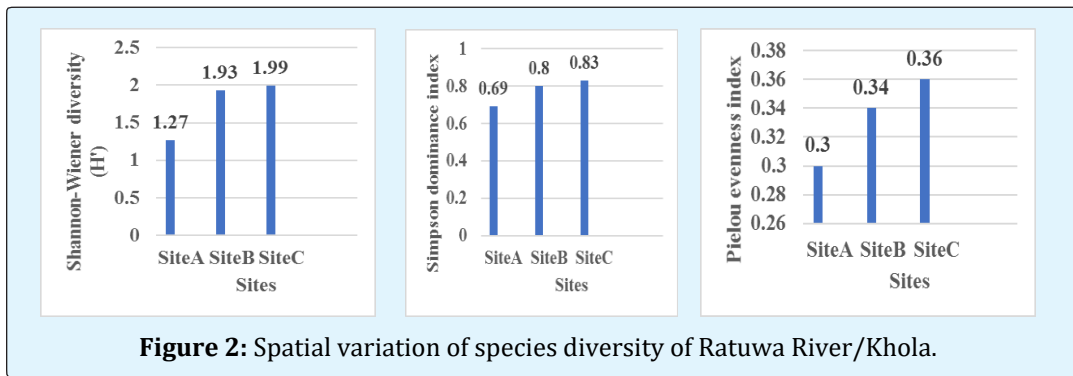 Shannon-Wiener diversity
(H')
2.5
2
1.5
1
0.5
0
1.27
1.93
1.99
SiteA SiteB SiteC
Sites
Simpson dominance index
1
0.8
0.6
0.4
0.2
0
0.69
0.8
0.83
SiteA SiteB SiteC
Sites
Pielou evenness index
0.38
0.36
0.34
0.32
0.3
0.28
0.26
0.3
0.34
0.36
SiteA SiteB SiteC
Sites
Figure 2: Spatial variation of species diversity of Ratuwa River/Khola.